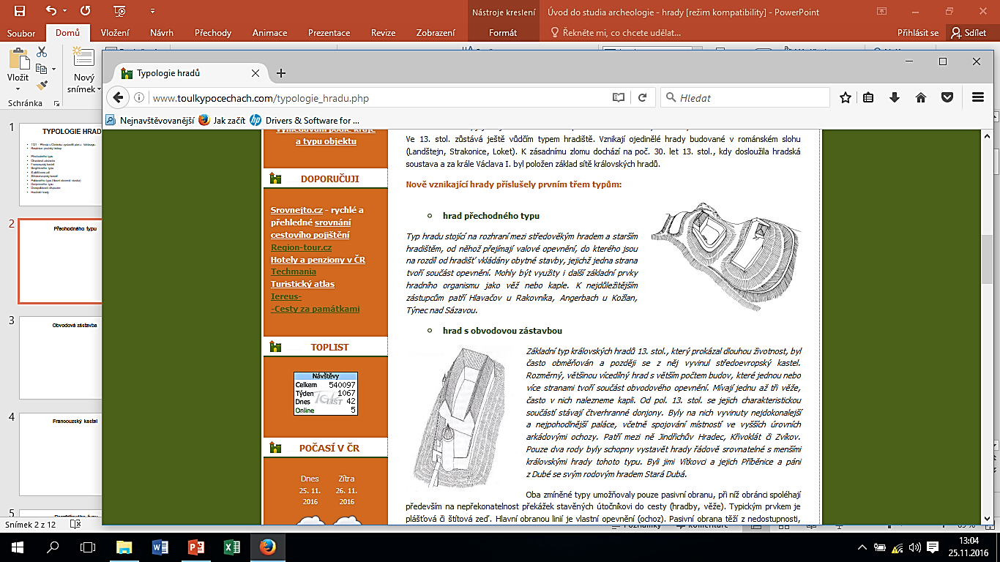 Nástroje kreslení
Úvod do studia archeologie - hrady [režim kompatibility] - PowerPoint
Soubor
Domů
Vložení
Návrh
Přechody
Animace
Prezentace
Revize
Zobrazení
Formát
Řekněte mi, co chcete udělat...
Přihlásit se
Sdílet
Vložit
Nový
snímek
Schránka
Typologie hradů
www.toulkypocechach.com/typologie_hradu.php
Hledat
Nejnavštěvovanější
Jak začít
Drivers & Software for ...
1
TYPOLOGIE HRAD
Přechodného typu
Obvodová zástavba
Francouzský kastel
Bergfritového typu
Donjonového typu
Husitské hrady
2
Přechodného typu
3
Obvodová zástavba
4
Francouzský kastel
5
Snímek 2 z 12
Vyhledávání podle kraje
a typu objektu
DOPORUČUJI
Srovnejto.cz - rychlé a
přehledné srovnání
cestovího pojištění
Region-tour.cz
Hotely a penziony v ČR
Techmania
Turistický atlas
Iereus-
-Cesty za památkami
TOPLIST
Návštěvy
Celkem 540097
Týden 1067
Dnes 42
Online 5
TOPLIST
POČASÍ V ČR
Dnes Zítra
25. 11. 26. 11.
2016 2016
Ve 13. stol. zůstává ještě vůdčím typem hradiště. Vznikají ojedinělé hrady budované v románském slohu
(Landštejn, Strakonice, Loket). K zásadnímu zlomu dochází na poč. 30. let 13. stol., kdy dosloužila hradská
soustava a za krále Václava I. byl položen základ sítě královských hradů.
Nově vznikající hrady příslušely prvním třem typům:
hrad přechodného typu
Typ hradu stojící na rozhraní mezi středověkým hradem a starším
hradištěm, od něhož přejímají valové opevnění, do kterého jsou
na rozdíl od hradišť vkládány obytné stavby, jejichž jedna strana
tvoří součást opevnění. Mohly být využity i další základní prvky
hradního organismu jako věž nebo kaple. K nejdůležitějším
zástupcům patří Hlavačov u Rakovníka, Angerbach u Kožlan,
Týnec nad Sázavou.
hrad s obvodovou zástavbou
Základní typ královských hradů 13. stol., který prokázal dlouhou životnost, byl
často obměňován a později se z něj vyvinul středoevropský kastel.
Rozměrný, většinou vícedílný hrad s větším počtem budov, které jednou nebo
více stranami tvoří součást obvodového opevnění. Mívají jednu až tři věže,
často v nich nalezneme kapli. Od pol. 13. stol. se jejich charakteristickou
součástí stávají čtverhranné donjony. Byly na nich vyvinuty nejdokonalejší
a nejpohodlnější paláce, včetně spojování místností ve vyšších úrovních
arkádovými ochozy. Patří mezi ně Jindřichův Hradec, Křivoklát či Zvíkov.
Pouze dva rody byly schopny vystavět hrady řádově srovnatelné s menšími
královskými hrady tohoto typu. Byli jimi Vítkovci a jejich Příběnice a páni
z Dubé se svým rodovým hradem Stará Dubá.
Oba zmíněné typy umožňovaly pouze pasivní obranu, při níž obránci spoléhají
především na nepřekonatelnost překážek stavěných útočníkovi do cesty (hradby, věže). Typickým prvkem je
plášťová či štítová zeď. Hlavní obranou linií je vlastní opevnění (ochoz). Pasivní obrana těží z nedostupnosti,
13:04
25.11.2016